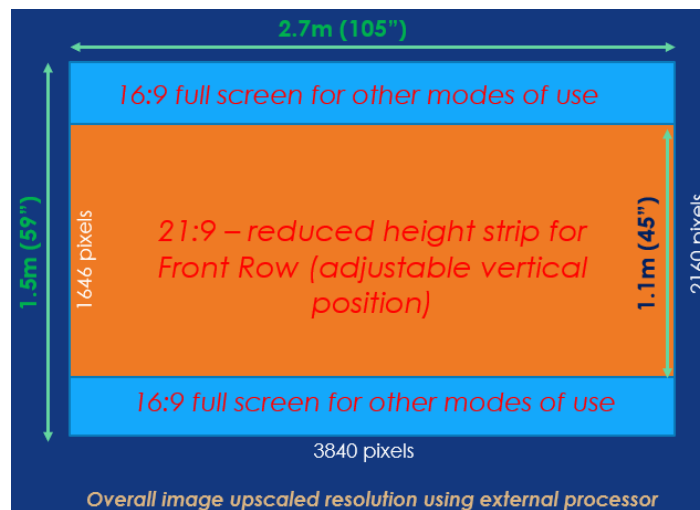 2.7m (105”)
16:9 full screen for other modes of use
1.5m (59”)
1646 pixels
21:9 – reduced height strip for
Front Row (adjustable vertical
position)
1.1m (45”)
2160 pixels
16:9 full screen for other modes of use
3840 pixels
Overall image upscaled resolution using external processor